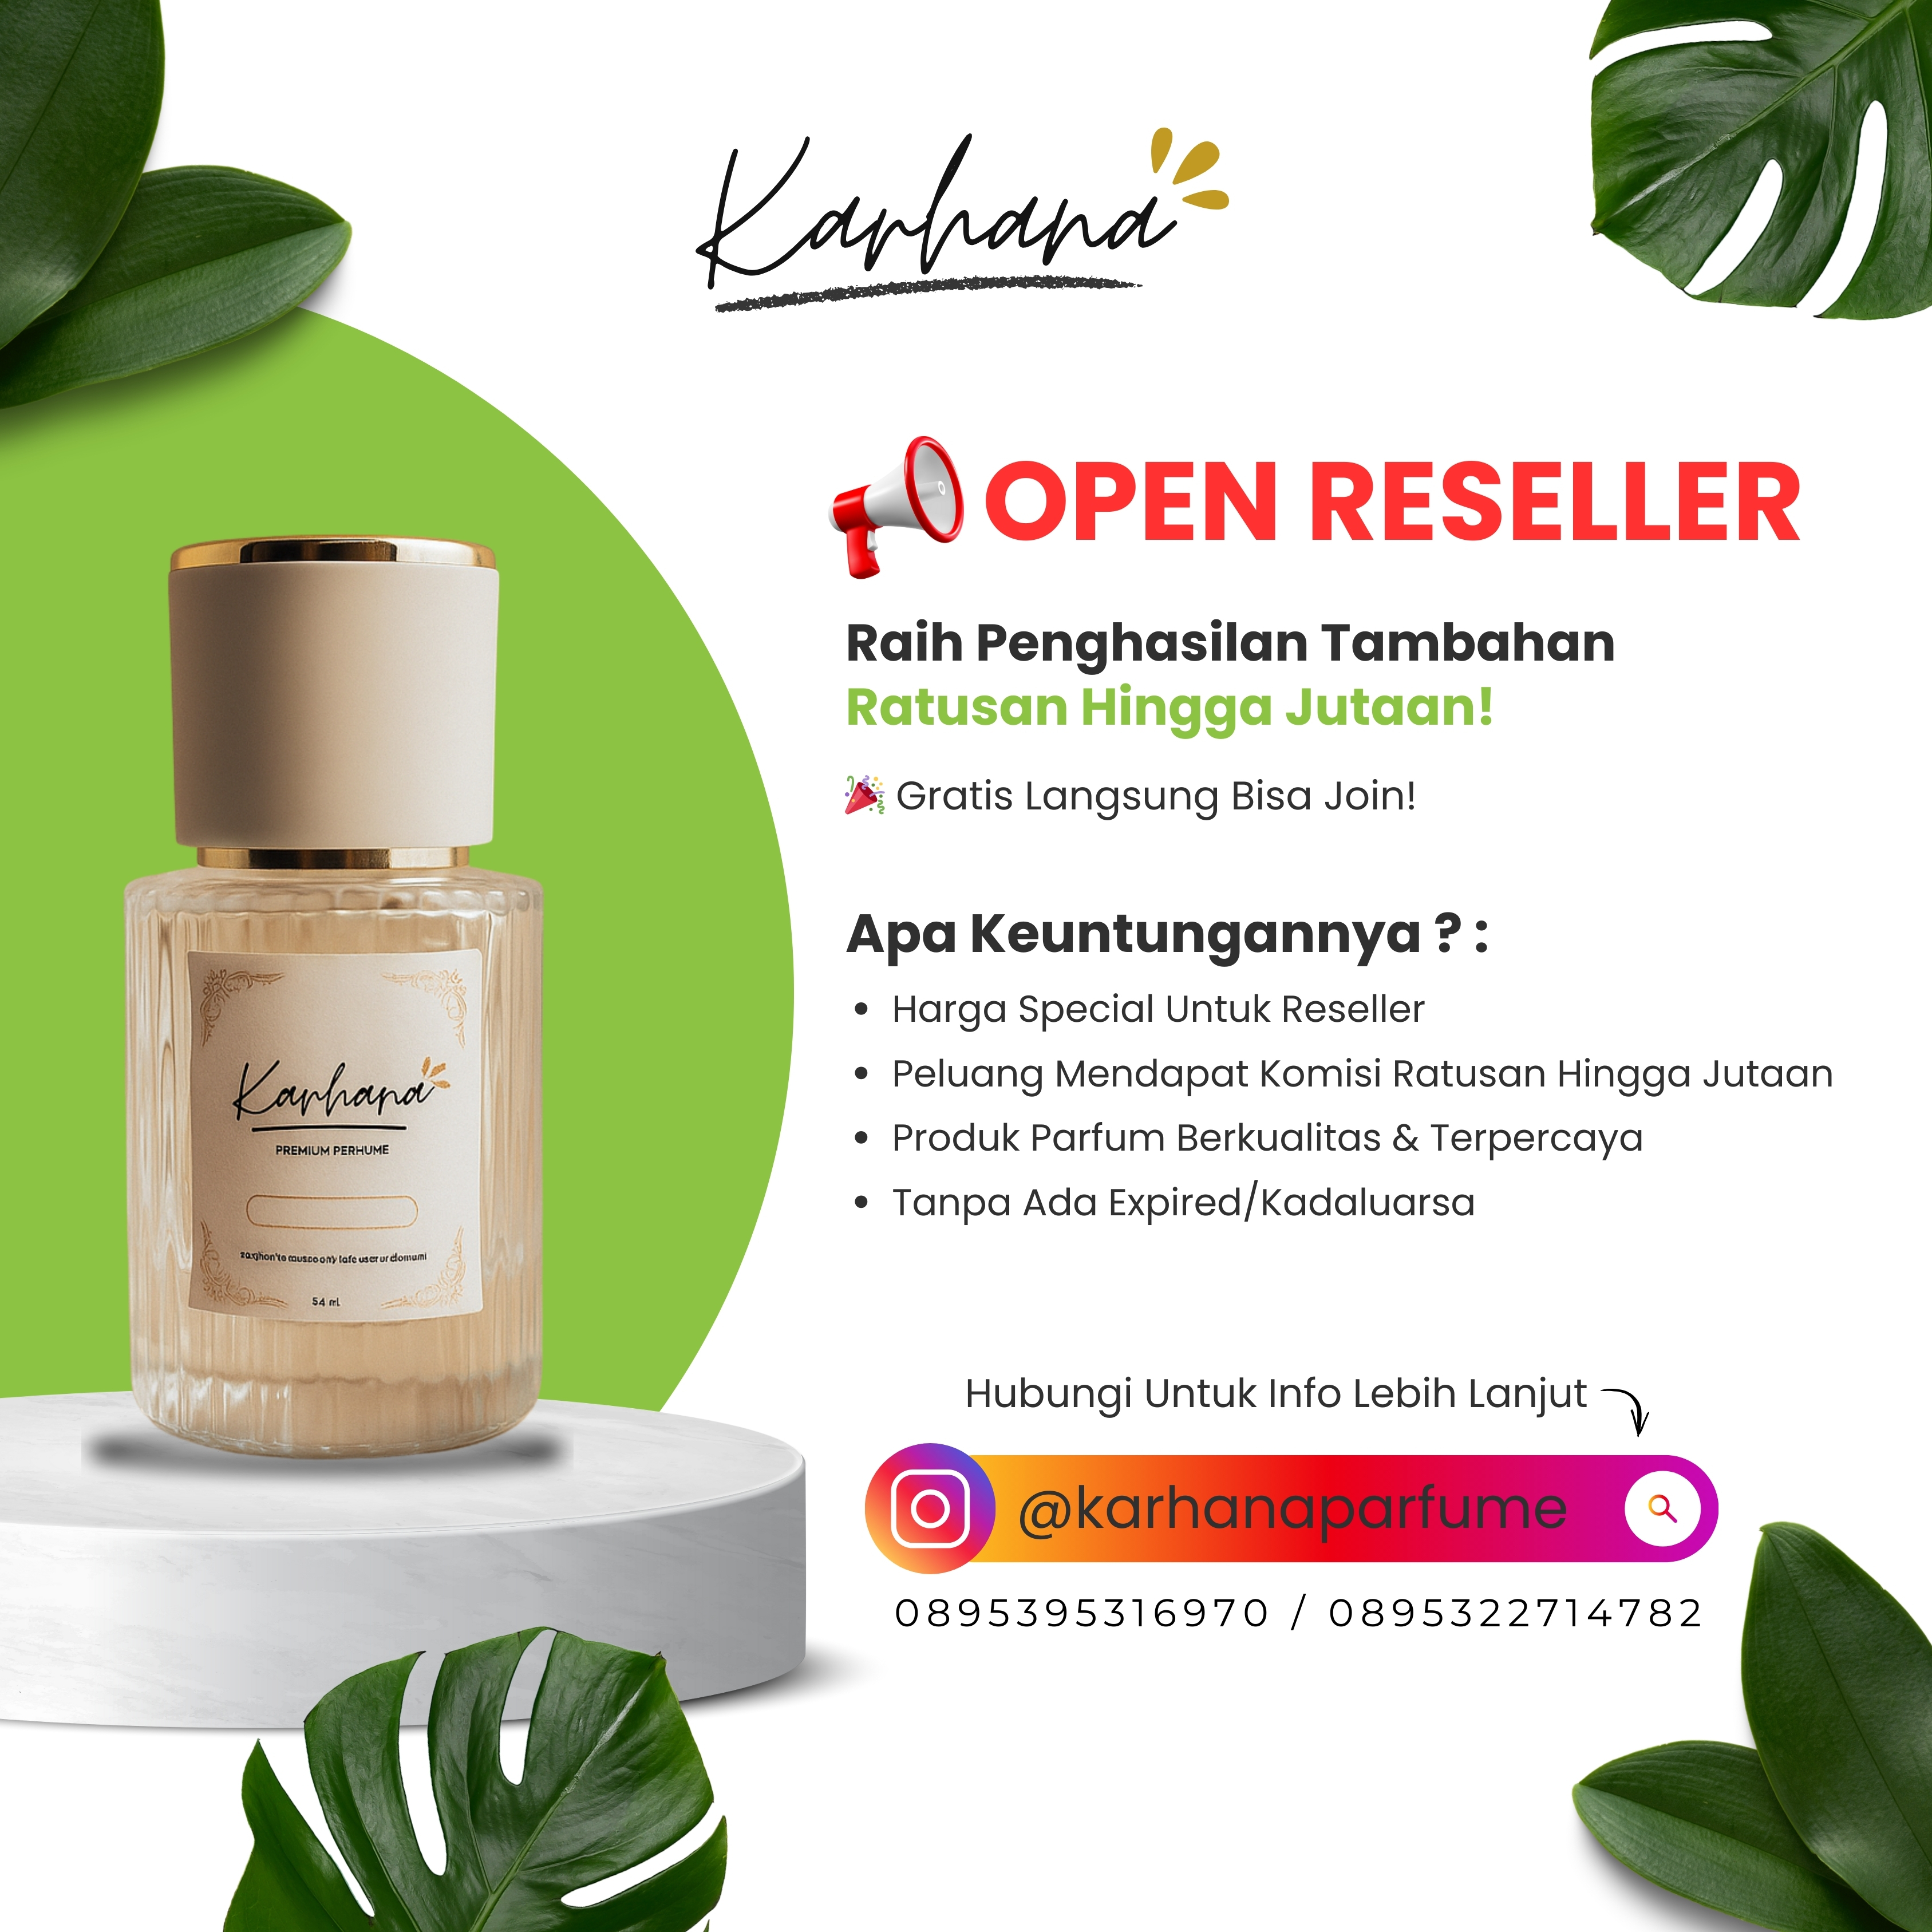 Karhana
OPEN RESELLER
Raih Penghasilan Tambahan
Ratusan Hingga Jutaan!
Gratis Langsung Bisa Join!
Apa Keuntungannya ? :
• Harga Special Untuk Reseller
• Peluang Mendapat Komisi Ratusan Hingga Jutaan
• Produk Parfum Berkualitas & Terpercaya
• Tanpa Ada Expired/Kadaluarsa
Hubungi Untuk Info Lebih Lanjut
@karhanaparfume
0895395316970 / 0895322714782
Karhana
PREMIUM PERHUME
54 ml